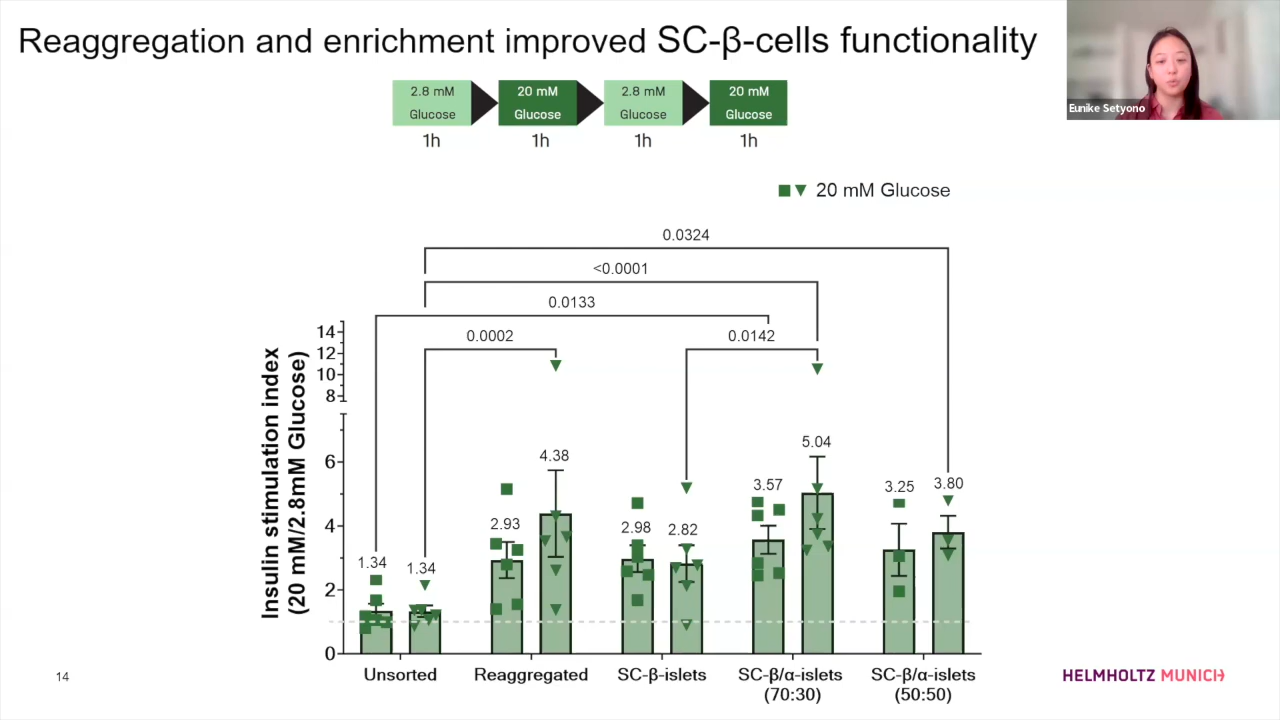 Reaggregation and enrichment improved SC-β-cells functionality
Eunike Setyono
2.8 mM Glucose
20 mM Glucose
2.8 mM Glucose
20 mM Glucose
1h
1h
1h
1h
20 mM Glucose
0.0324
<0.0001
0.0133
0.0002
0.0142
Insulin stimulation index
(20 mM/2.8mM Glucose)
14
12
10
8
6
4
2
0
1.34
1.34
2.93
4.38
2.98
2.82
3.57
5.04
3.25
3.80
Unsorted
Reaggregated
SC-β-islets
SC-β/α-islets
(70:30)
SC-β/α-islets
(50:50)
14
HELMHOLTZ MUNICH